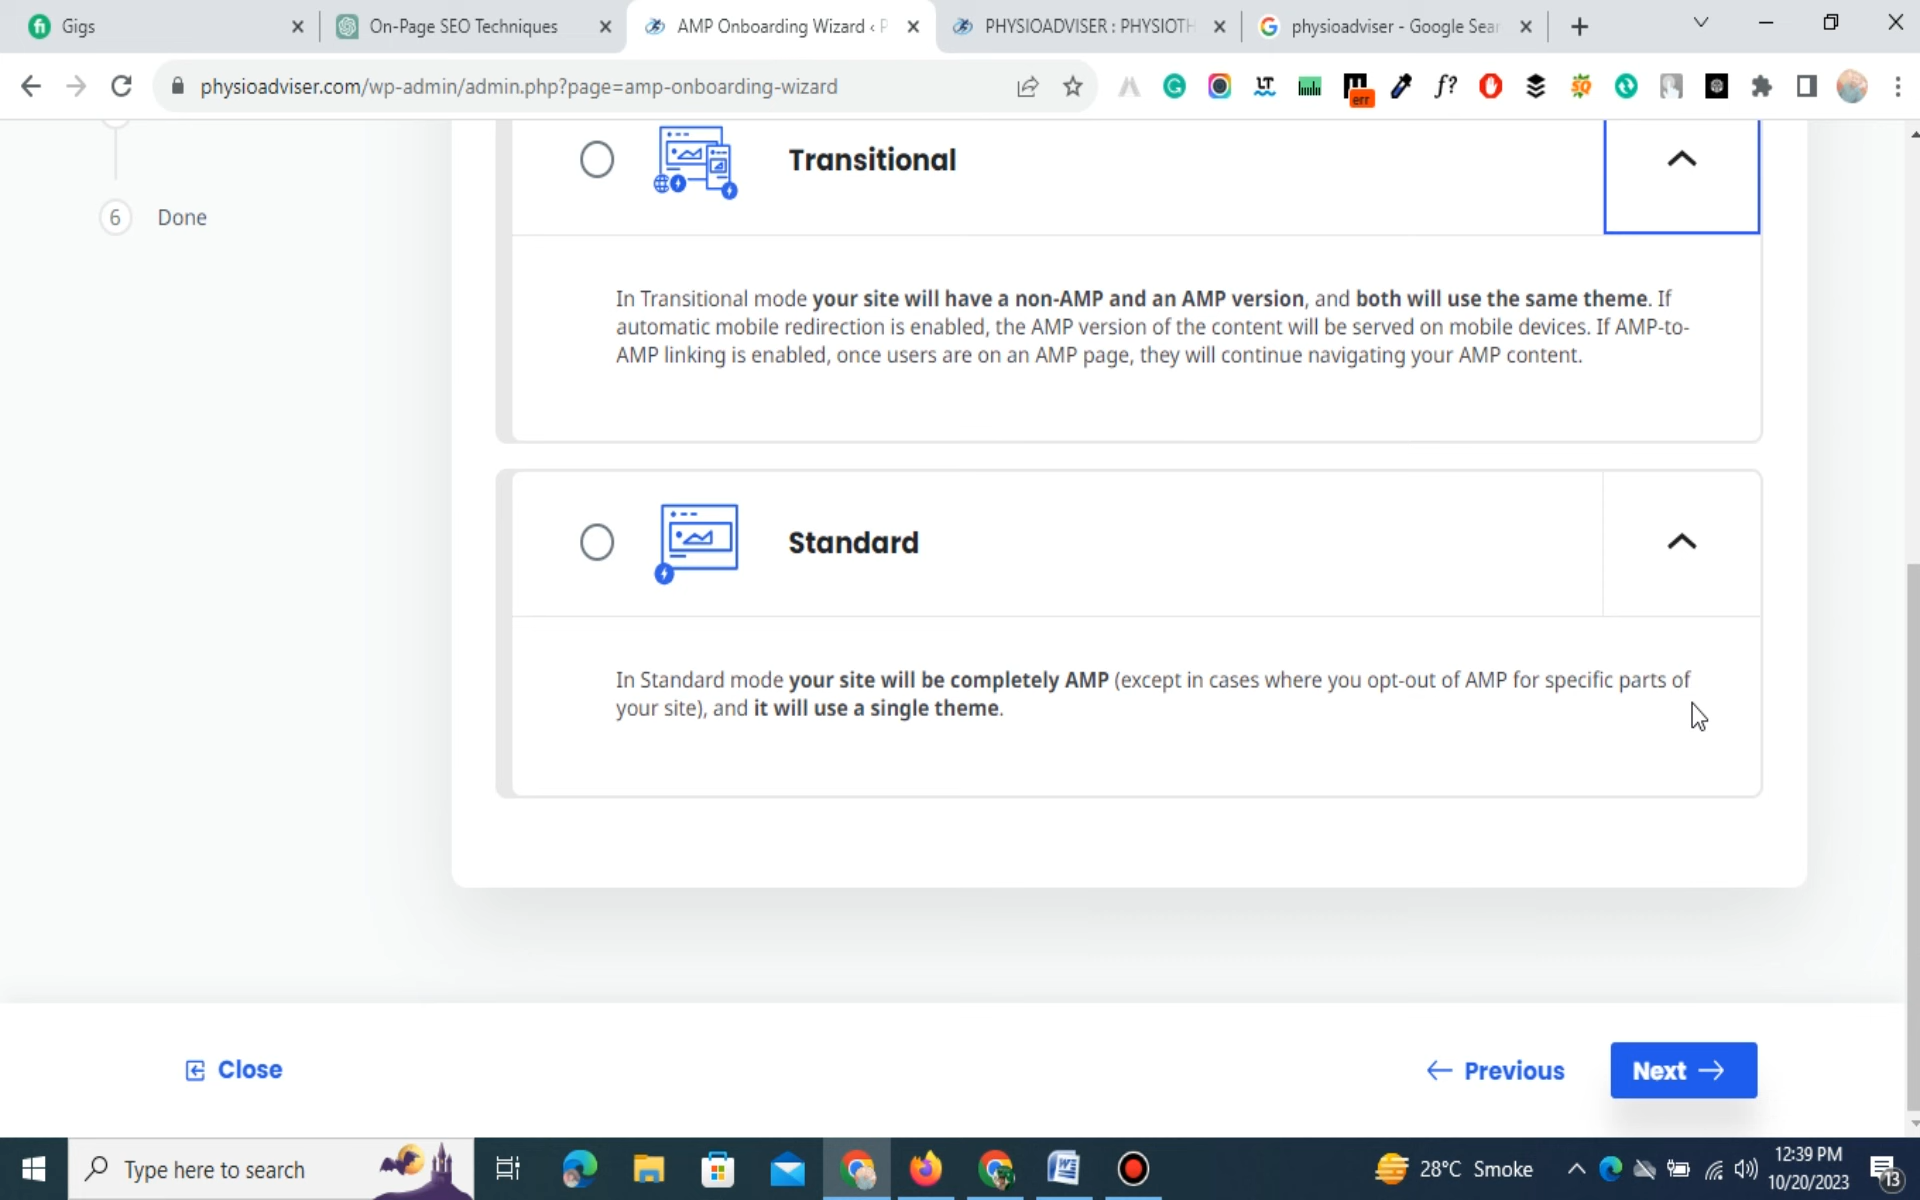 Gigs
On-Page SEO Techniques
AMP Onboarding Wizard ‹ P
PHYSIOADVISER : PHYSIOTH
physioadviser - Google Sear
physioadviser.com/wp-admin/admin.php?page=amp-onboarding-wizard
err
Transitional
6 Done
In Transitional mode your site will have a non-AMP and an AMP version, and both will use the same theme. If
automatic mobile redirection is enabled, the AMP version of the content will be served on mobile devices. If AMP-to-
AMP linking is enabled, once users are on an AMP page, they will continue navigating your AMP content.
Standard
In Standard mode your site will be completely AMP (except in cases where you opt-out of AMP for specific parts of
your site), and it will use a single theme.
Close
Previous
Next
Type here to search
28°C Smoke
12:39 PM
10/20/2023
13